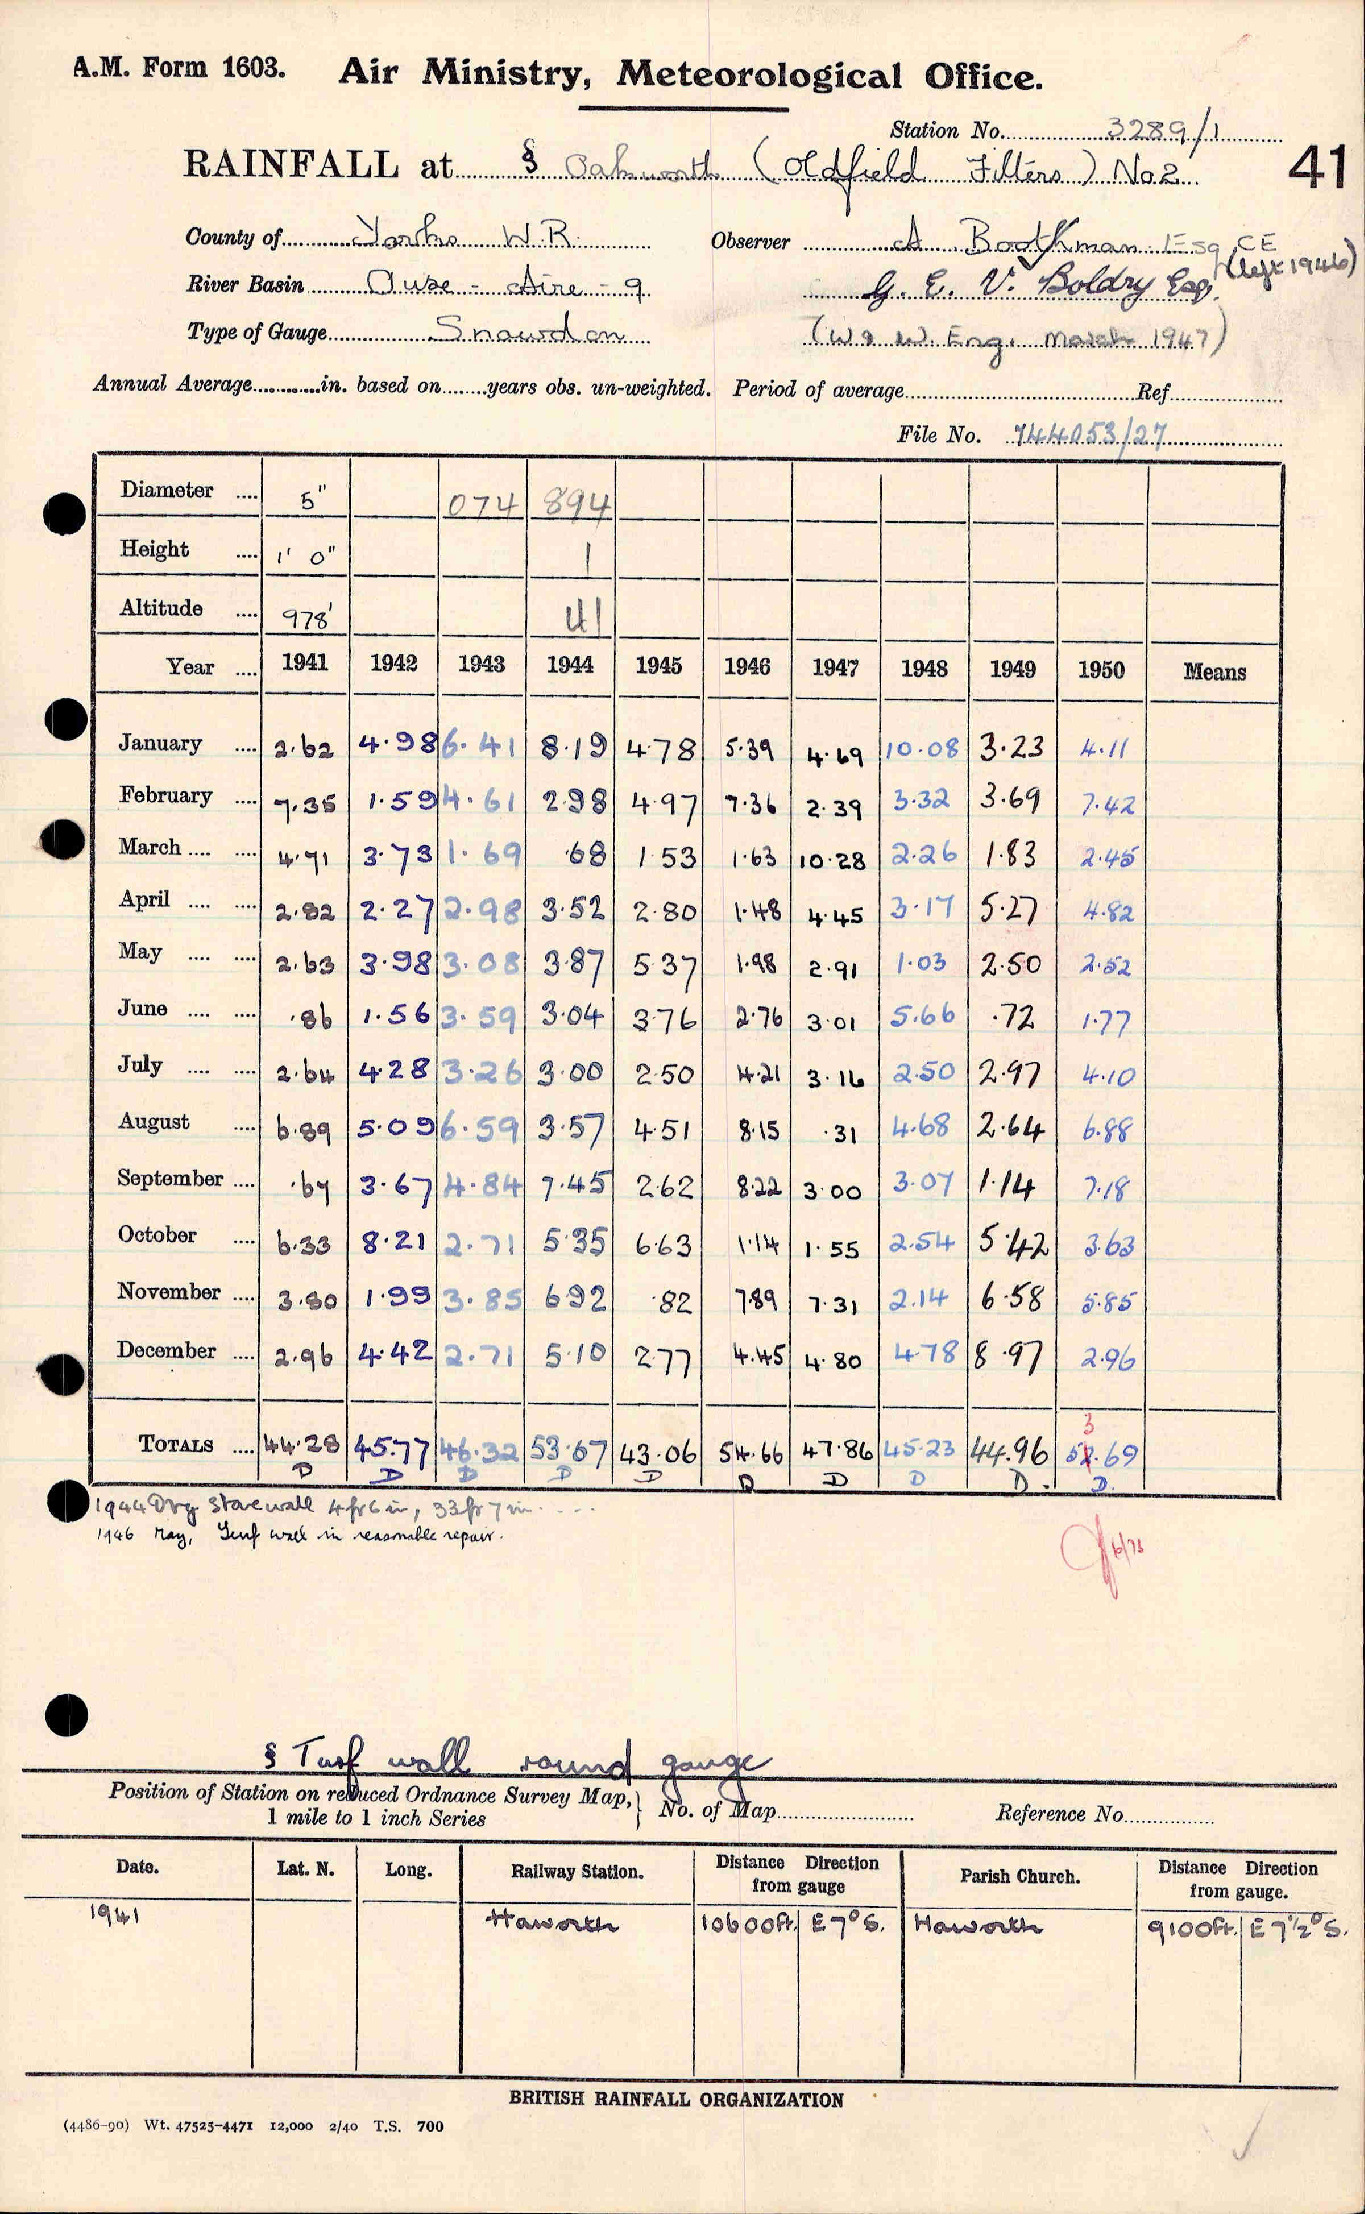 A.M. Form 1603. Air Ministry, Meteorological Office.
Station No. 3289/1
RAINFALL at § Oakworth (Oldfield Filters) No 2
41
County of Yorks W.R. Observer A Boothman Esq CE (left 1946)
River Basin Ouse - Aire - 9 G. E. V. Boldry Esq.
Type of Gauge Snowdon (W. W. Eng. March 1947)
Annual Average in. based on years obs. un-weighted. Period of average Ref
File No. 744053/27
Diameter .... 5" 074 894
Height .... 1' 0" 1
Altitude .... 978' 41
Year .... 1941 1942 1943 1944 1945 1946 1947 1948 1949 1950 Means
January .... 2.62 4.98 6.41 8.19 4.78 5.39 4.69 10.08 3.23 4.11
February .... 7.35 1.59 4.61 2.98 4.97 7.36 2.39 3.32 3.69 7.42
March .... .... 4.71 3.73 1.69 .68 1.53 1.63 10.28 2.26 1.83 2.45
April .... .... 2.82 2.27 2.98 3.52 2.80 1.48 4.45 3.17 5.27 4.82
May .... .... 2.63 3.98 3.08 3.87 5.37 1.98 2.91 1.03 2.50 2.52
June .... .... .86 1.56 3.59 3.04 3.76 2.76 3.01 5.66 .72 1.77
July .... .... 2.64 4.28 3.26 3.00 2.50 4.21 3.16 2.50 2.97 4.10
August .... 6.89 5.09 6.59 3.57 4.51 8.15 .31 4.68 2.64 6.88
September .... .67 3.67 4.84 7.45 2.62 8.22 3.00 3.07 1.14 7.18
October .... 6.33 8.21 2.71 5.35 6.63 1.14 1.55 2.54 5.42 3.63
November .... 3.80 1.99 3.85 6.92 .82 7.89 7.31 2.14 6.58 5.85
December .... 2.96 4.42 2.71 5.10 2.77 4.45 4.80 4.78 8.97 2.96
3
TOTALS .... 44.28 45.77 46.32 53.67 43.06 54.66 47.86 45.23 44.96 52.69
D D D D D D D D D. D.
1944 Dry stone wall 4 ft 6 in, 33 ft 7 in ....
1946 May, Turf wall in reasonable repair.
6/73
§ Turf wall round gauge
Position of Station on reduced Ordnance Survey Map,
1 mile to 1 inch Series } No. of Map Reference No.
Date. Lat. N. Long. Railway Station. Distance Direction from gauge Parish Church. Distance Direction from gauge.
1941 Haworth 10600ft. E 7° S. Haworth 9100ft. E 7½° S.
BRITISH RAINFALL ORGANIZATION
(4486-90) Wt. 47525-4471 12,000 2/40 T.S. 700